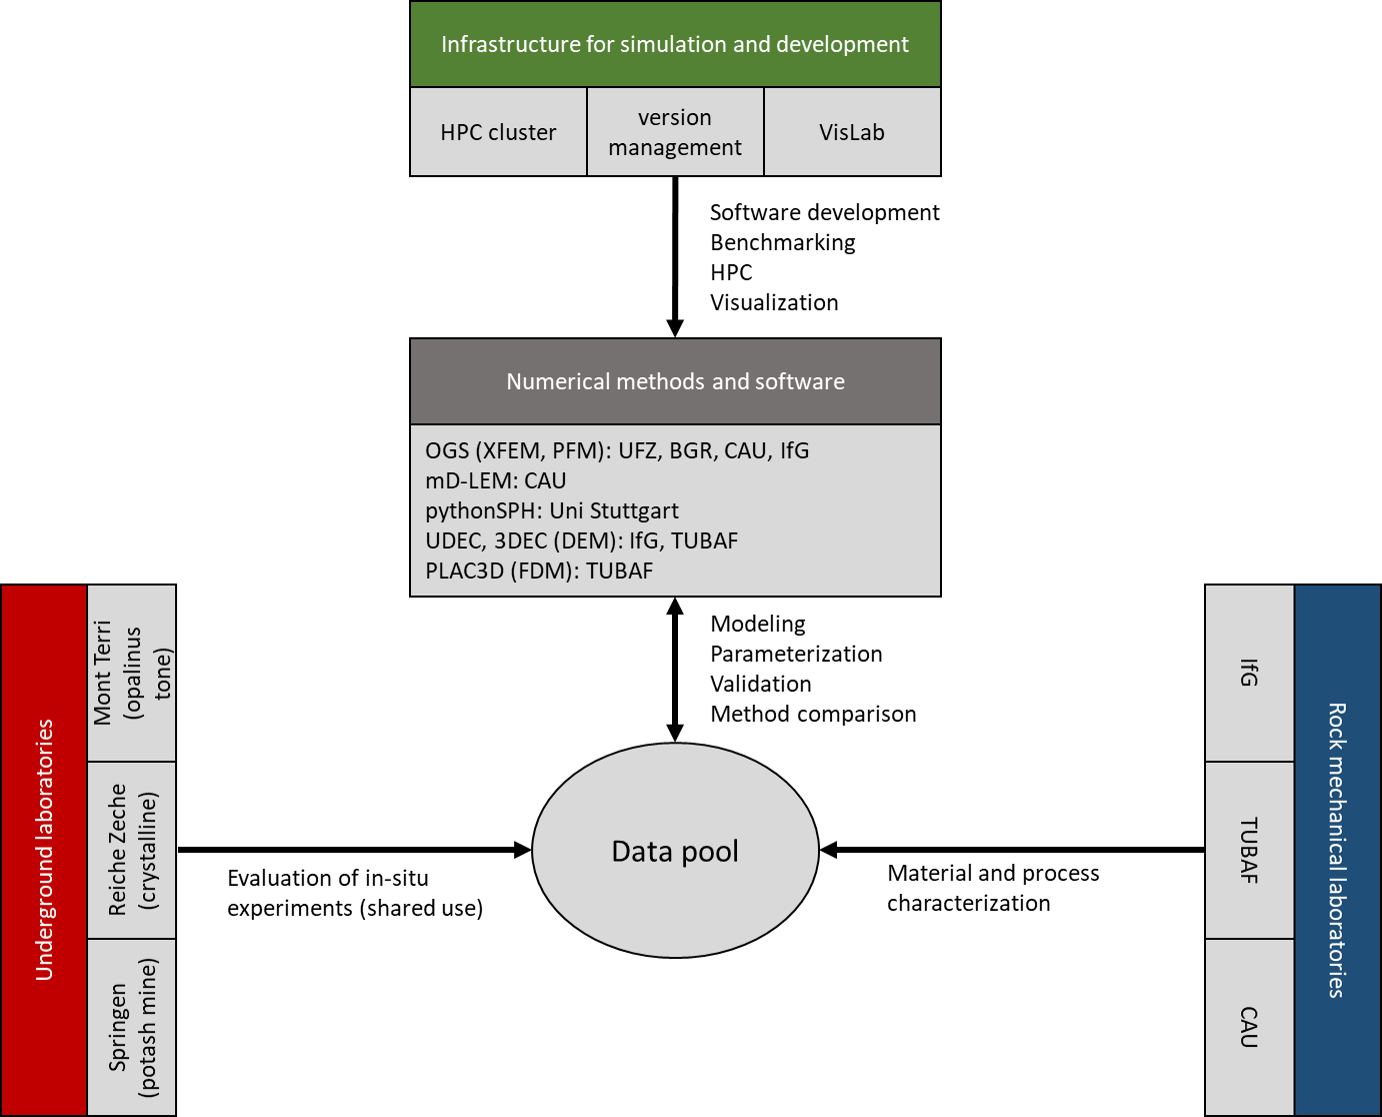 Infrastructure for simulation and development
HPC cluster
version
management
VisLab
Software development
Benchmarking
HPC
Visualization
Numerical methods and software
OGS (XFEM, PFM): UFZ, BGR, CAU, IfG
mD-LEM: CAU
pythonSPH: Uni Stuttgart
UDEC, 3DEC (DEM): IfG, TUBAF
PLAC3D (FDM): TUBAF
Modeling
Parameterization
Validation
Method comparison
Underground laboratories
Mont Terri
(opalinus
tone)
Reiche Zeche
(crystalline)
Springen
(potash mine)
Evaluation of in-situ
experiments (shared use)
Data pool
Material and process
characterization
IfG
TUBAF
CAU
Rock mechanical laboratories